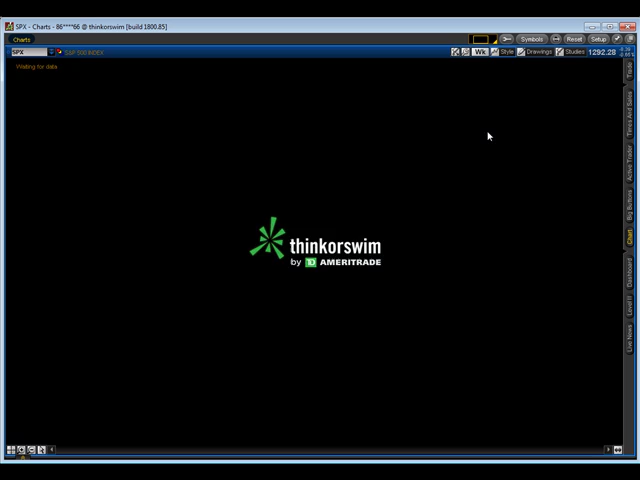 SPX - Charts - 86****66 @ thinkorswim [build 1800.85]
Charts
Symbols
Reset
Setup
SPX
S&P 500 INDEX
Wk
Style
Drawings
Studies
1292.28
Waiting for data
thinkorswim
by TD AMERITRADE
Trade
Times And Sales
Active Trader
Big Buttons
Chart
Dashboard
Level II
Live News